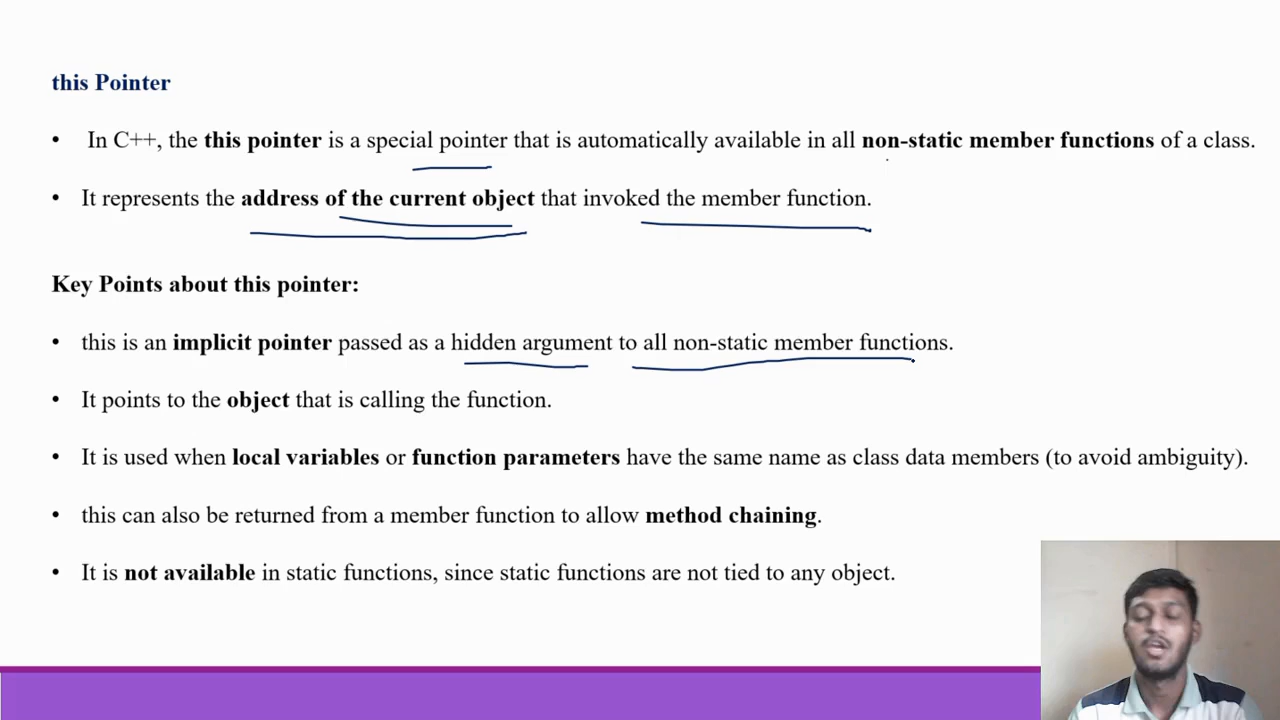 this Pointer
• In C++, the this pointer is a special pointer that is automatically available in all non-static member functions of a class.
• It represents the address of the current object that invoked the member function.
Key Points about this pointer:
• this is an implicit pointer passed as a hidden argument to all non-static member functions.
• It points to the object that is calling the function.
• It is used when local variables or function parameters have the same name as class data members (to avoid ambiguity).
• this can also be returned from a member function to allow method chaining.
• It is not available in static functions, since static functions are not tied to any object.